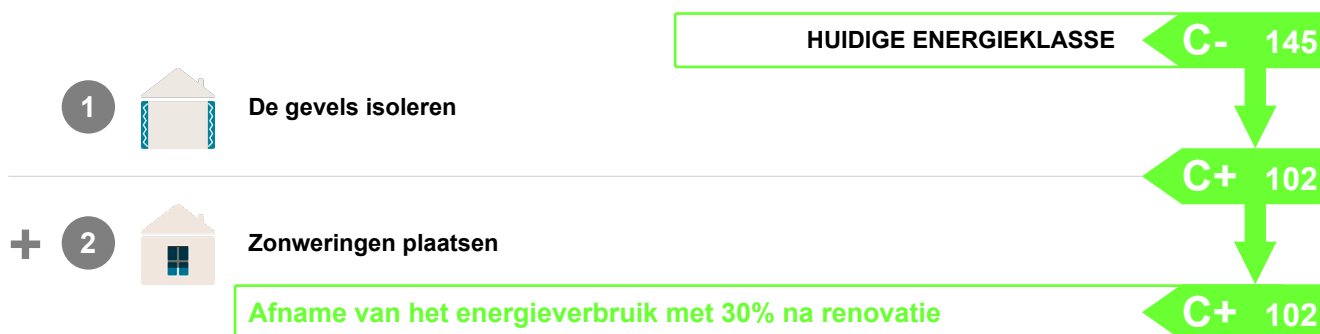 HUIDIGE ENERGIEKLASSE C- 145
1 De gevels isoleren
C+ 102
+ 2 Zonweringen plaatsen
Afname van het energieverbruik met 30% na renovatie C+ 102